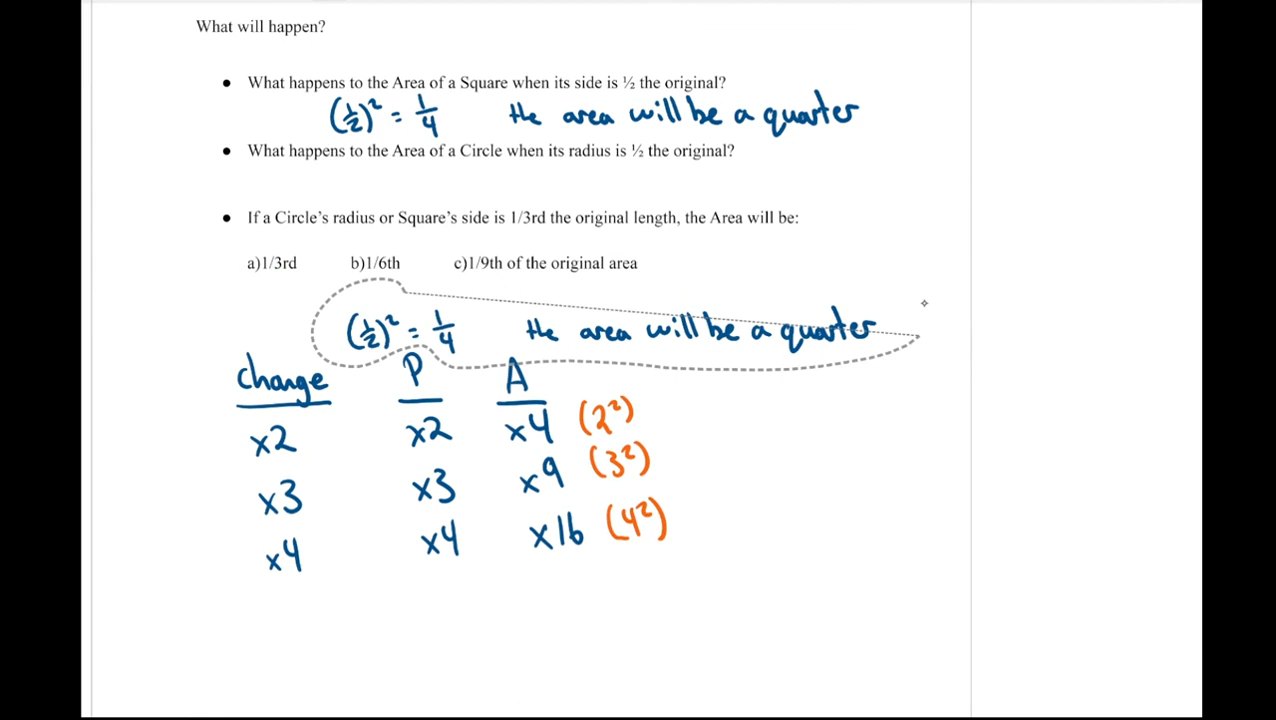 What will happen?
● What happens to the Area of a Square when its side is ½ the original?
(1/2)² = 1/4 the area will be a quarter
● What happens to the Area of a Circle when its radius is ½ the original?
● If a Circle's radius or Square's side is 1/3rd the original length, the Area will be:
a)1/3rd b)1/6th c)1/9th of the original area
(1/2)² = 1/4 the area will be a quarter
change P A
x2 x2 x4 (2²)
x3 x3 x9 (3²)
x4 x4 x16 (4²)